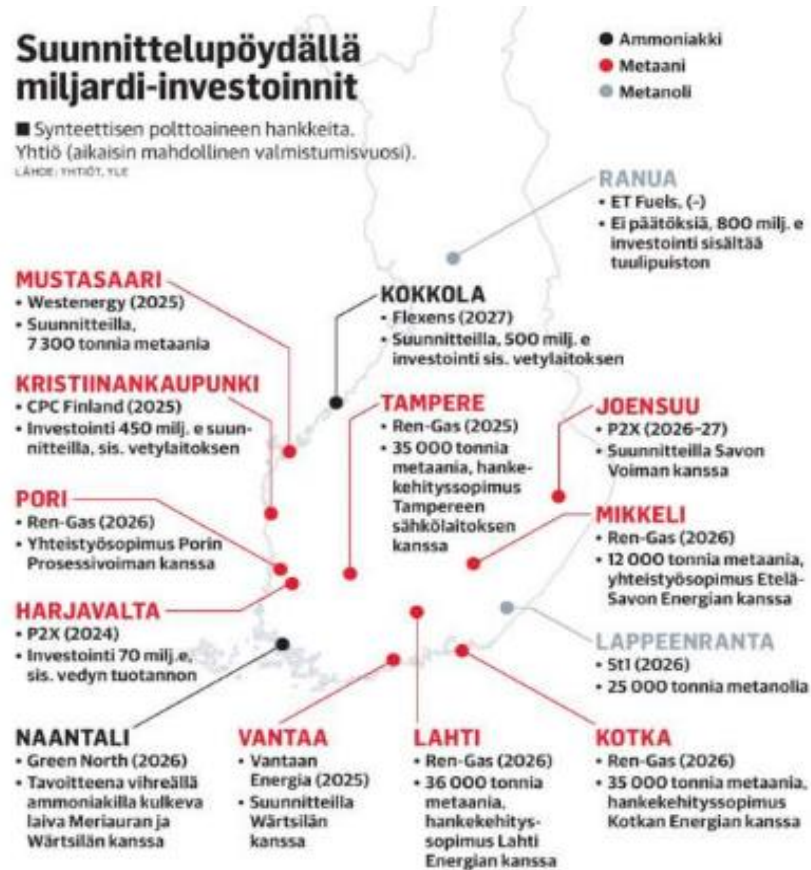 Suunnittelupöydällä
miljardi-investoinnit
■ Synteettisen polttoaineen hankkeita.
Yhtiö (aikaisin mahdollinen valmistumisvuosi).
LÄHDE: YHTIÖT, YLE
● Ammoniakki
● Metaani
● Metanoli
RANUA
• ET Fuels, (-)
• Ei päätöksiä, 800 milj. e
investointi sisältää
tuulipuiston
MUSTASAARI
• Westenergy (2025)
• Suunnitteilla,
7 300 tonnia metaania
KOKKOLA
• Flexens (2027)
• Suunnitteilla, 500 milj. e
investointi sis. vetylaitoksen
KRISTIINANKAUPUNKI
• CPC Finland (2025)
• Investointi 450 milj. e suun-
nitteilla, sis. vetylaitoksen
TAMPERE
• Ren-Gas (2025)
• 35 000 tonnia
metaania, hanke-
kehityssopimus
Tampereen
sähkölaitoksen
kanssa
JOENSUU
• P2X (2026–27)
• Suunnitteilla Savon
Voiman kanssa
PORI
• Ren-Gas (2026)
• Yhteistyösopimus Porin
Prosessivoiman kanssa
MIKKELI
• Ren-Gas (2026)
• 12 000 tonnia metaania,
yhteistyösopimus Etelä-
Savon Energian kanssa
HARJAVALTA
• P2X (2024)
• Investointi 70 milj.e,
sis. vedyn tuotannon
LAPPEENRANTA
• St1 (2026)
• 25 000 tonnia metanolia
NAANTALI
• Green North (2026)
• Tavoitteena vihreällä
ammoniakilla kulkeva
laiva Meriauran ja
Wärtsilän kanssa
VANTAA
• Vantaan
Energia (2025)
• Suunnitteilla
Wärtsilän
kanssa
LAHTI
• Ren-Gas (2026)
• 36 000 tonnia
metaania,
hankekehitys-
sopimus Lahti
Energian kanssa
KOTKA
• Ren-Gas (2026)
• 35 000 tonnia metaania,
hankekehityssopimus
Kotkan Energian kanssa